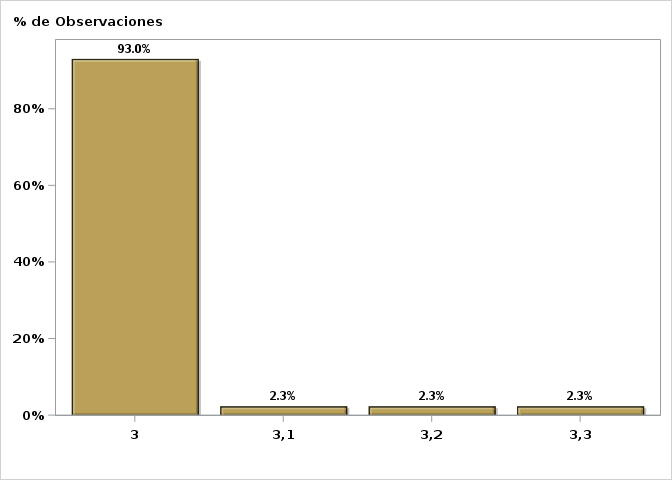 % de Observaciones
93.0%
80%
60%
40%
20%
2.3% 2.3% 2.3%
0%
3 3,1 3,2 3,3